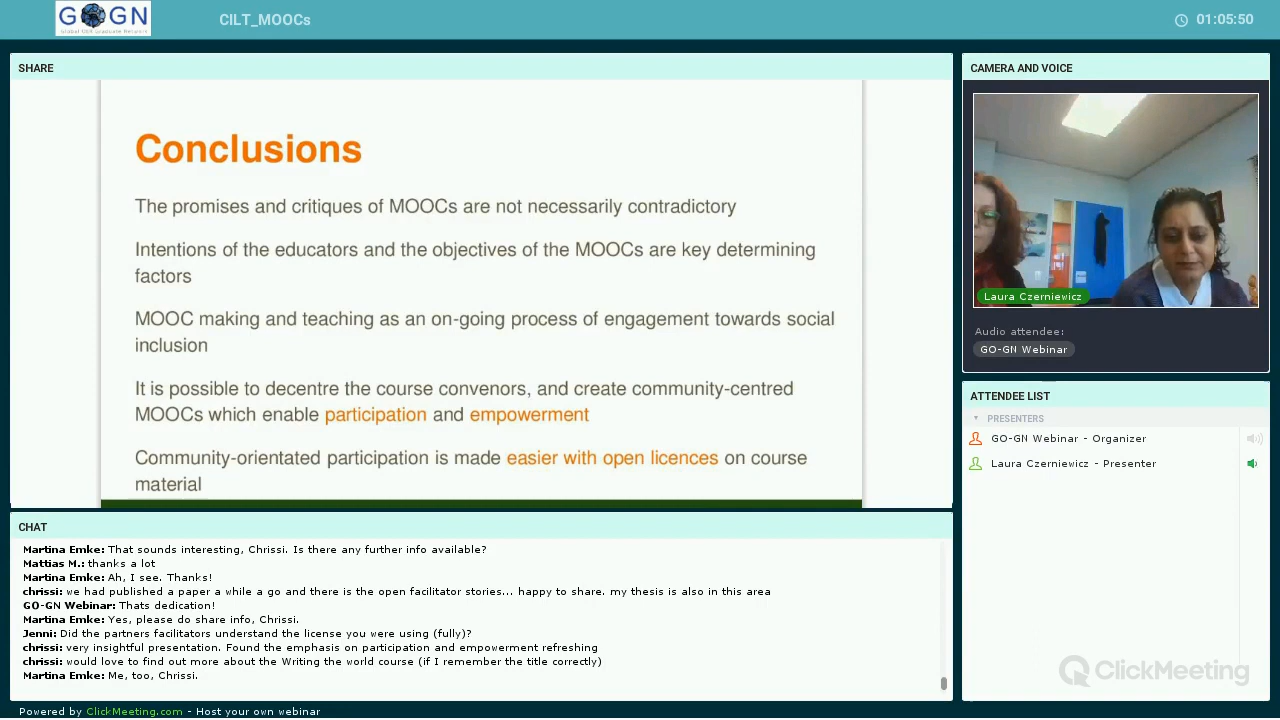 GO GN
Global OER Graduate Network
CILT_MOOCs
01:05:50
SHARE
Conclusions
The promises and critiques of MOOCs are not necessarily contradictory
Intentions of the educators and the objectives of the MOOCs are key determining
factors
MOOC making and teaching as an on-going process of engagement towards social
inclusion
It is possible to decentre the course convenors, and create community-centred
MOOCs which enable participation and empowerment
Community-orientated participation is made easier with open licences on course
material
CAMERA AND VOICE
Laura Czerniewicz
Audio attendee:
GO-GN Webinar
ATTENDEE LIST
PRESENTERS
GO-GN Webinar - Organizer
Laura Czerniewicz - Presenter
ClickMeeting
CHAT
Martina Emke: That sounds interesting, Chrissi. Is there any further info available?
Mattias M.: thanks a lot
Martina Emke: Ah, I see. Thanks!
chrissi: we had published a paper a while a go and there is the open facilitator stories... happy to share. my thesis is also in this area
GO-GN Webinar: Thats dedication!
Martina Emke: Yes, please do share info, Chrissi.
Jenni: Did the partners facilitators understand the license you were using (fully)?
chrissi: very insightful presentation. Found the emphasis on participation and empowerment refreshing
chrissi: would love to find out more about the Writing the world course (if I remember the title correctly)
Martina Emke: Me, too, Chrissi.
Powered by ClickMeeting.com - Host your own webinar